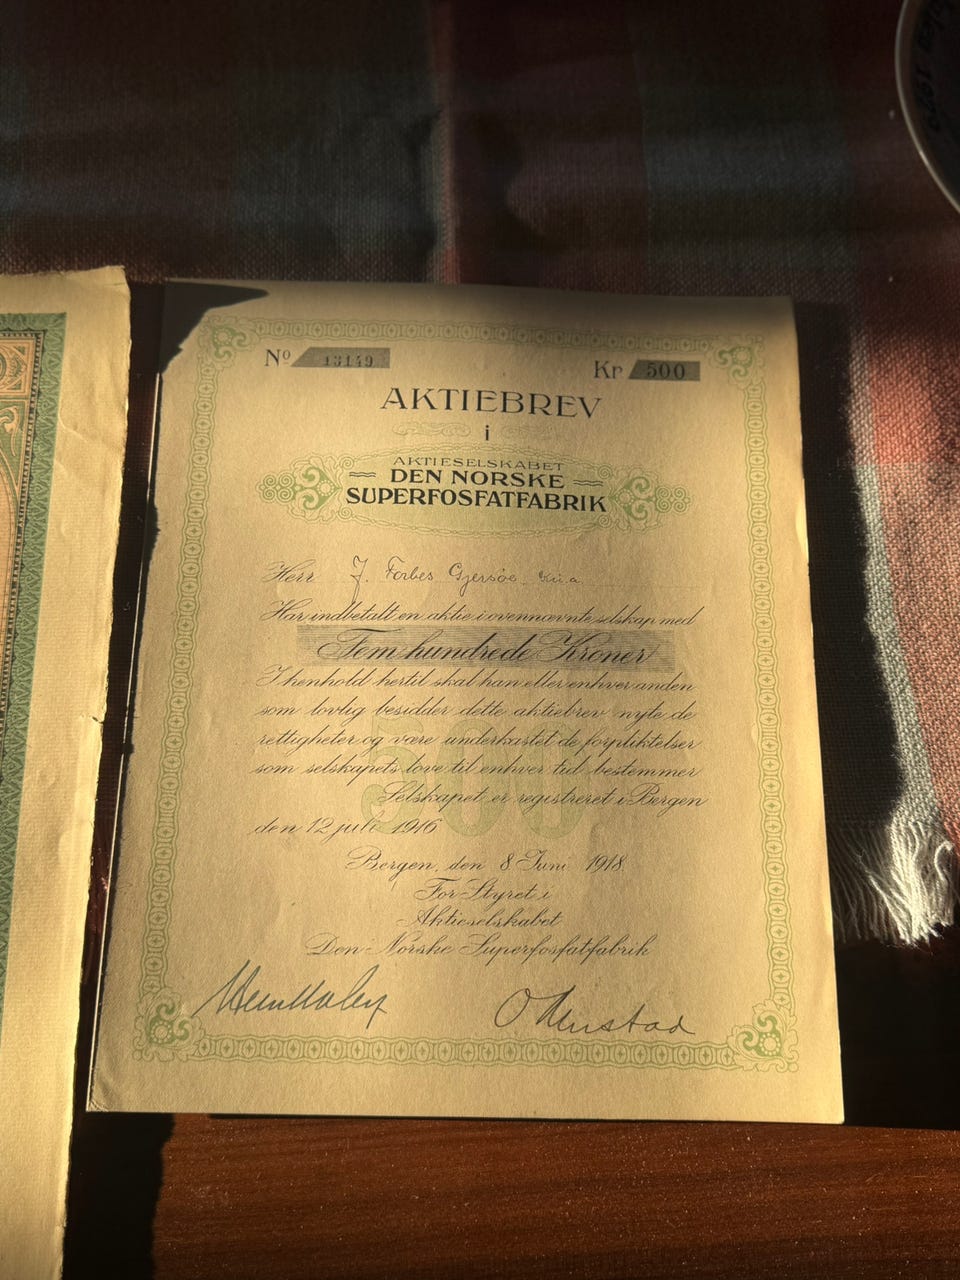 No 13149
Kr 500
AKTIEBREV
i
AKTIESELSKABET
DEN NORSKE
SUPERFOSFATFABRIK
Herr J. Forbes Gjersöe
Har indbetalt en aktie i ovennævnte selskap med
Fem hundrede Kroner
I henhold hertil skal han eller enhver anden
som lovlig besidder dette aktiebrev nyte de
rettigheter og være underkastet de forpliktelser
som selskapets love til enhver tid bestemmer
Selskapet er registreret i Bergen
den 12 juli 1916
500
Bergen, den 8 Juni 1918.
For Styret i
Aktieselskabet
Den Norske Superfosfatfabrik